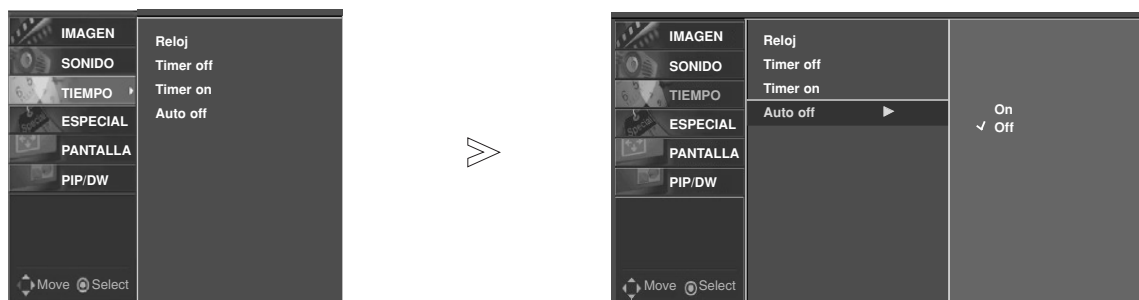 IMAGEN
SONIDO
TIEMPO
ESPECIAL
PANTALLA
PIP/DW
Move Select
Reloj
Timer off
Timer on
Auto off
IMAGEN
SONIDO
TIEMPO
ESPECIAL
PANTALLA
PIP/DW
Move Select
Reloj
Timer off
Timer on
Auto off
On
Off